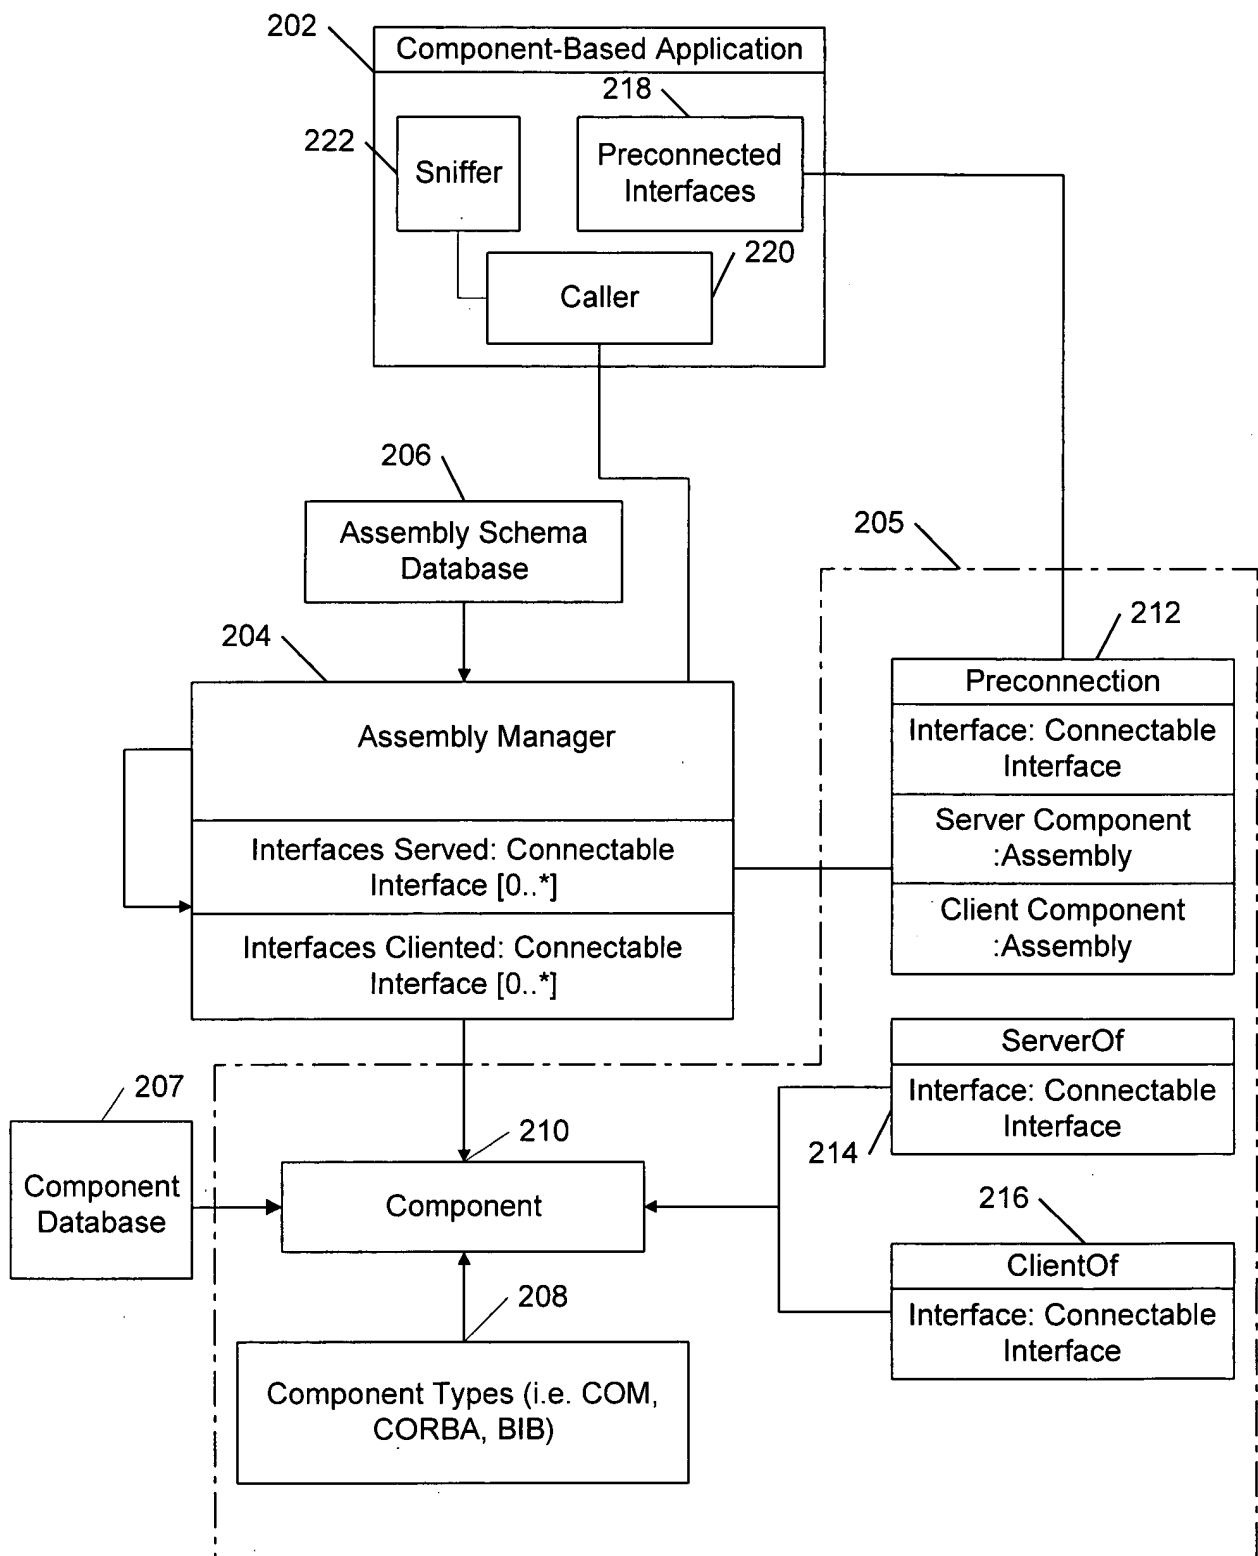 202
Component-Based Application
218
222
Sniffer
Preconnected
Interfaces
220
Caller
206
Assembly Schema
Database
205
204
212
Assembly Manager
Preconnection
Interface: Connectable
Interface
Interfaces Served: Connectable
Interface [0..*]
Server Component
:Assembly
Interfaces Cliented: Connectable
Interface [0..*]
Client Component
:Assembly
ServerOf
Interface: Connectable
Interface
214
207
210
Component
Database
Component
216
ClientOf
Interface: Connectable
Interface
208
Component Types (i.e. COM,
CORBA, BIB)